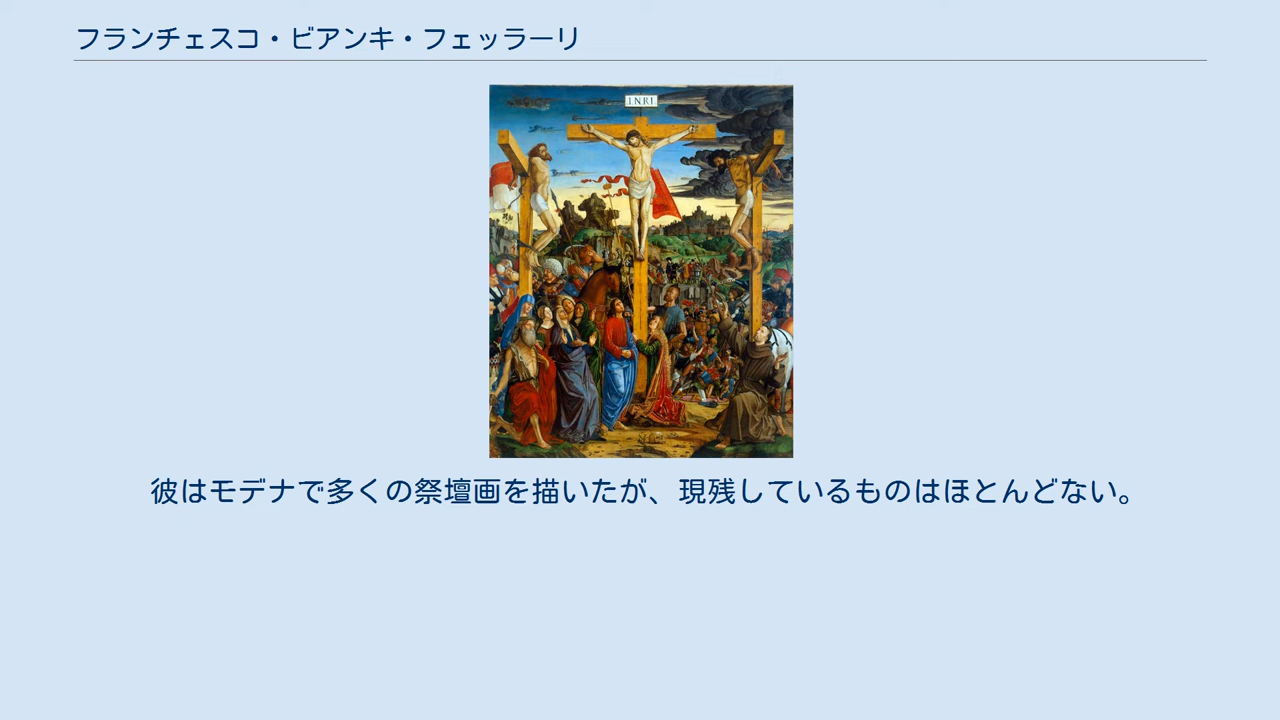 フランチェスコ・ビアンキ・フェッラーリ
I.N.R.I.
彼はモデナで多くの祭壇画を描いたが、現残しているものはほとんどない。